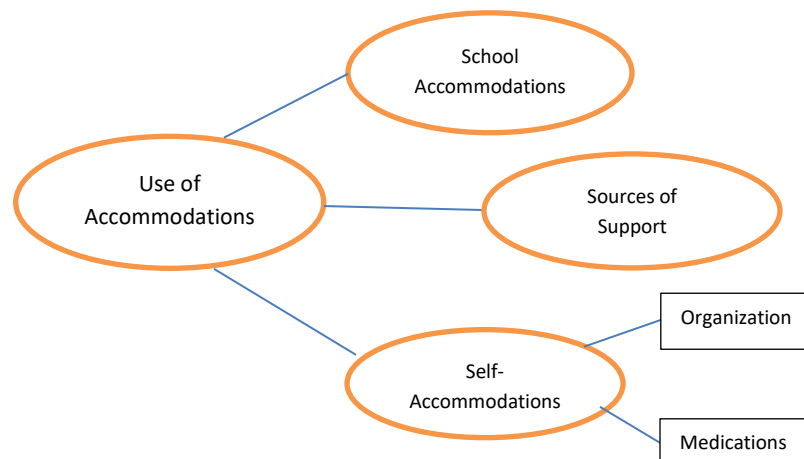 School
Accommodations
Use of
Accommodations
Sources of
Support
Organization
Self-
Accommodations
Medications